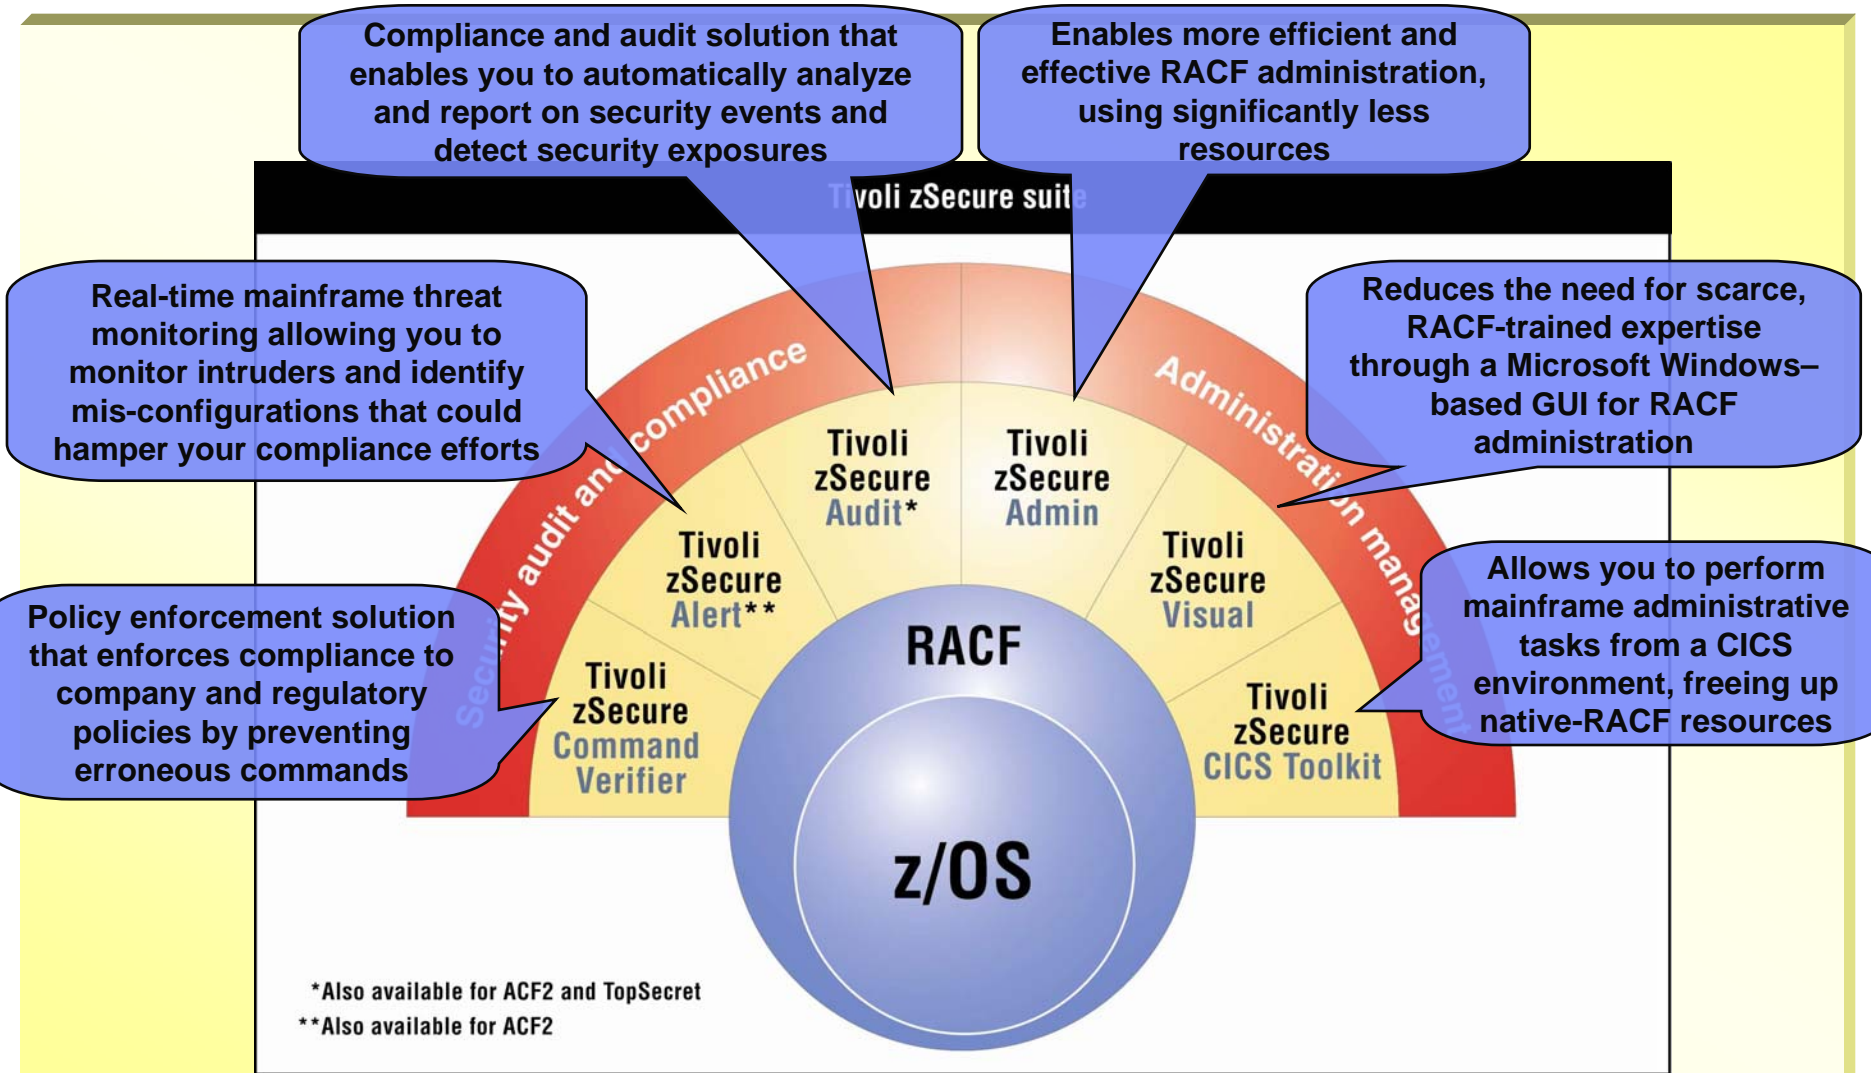 Compliance and audit solution that
enables you to automatically analyze
and report on security events and
detect security exposures
Enables more efficient and
effective RACF administration,
using significantly less
resources
Tivoli zSecure suite
Real-time mainframe threat
monitoring allowing you to
monitor intruders and identify
mis-configurations that could
hamper your compliance efforts
Reduces the need for scarce,
RACF-trained expertise
through a Microsoft Windows–
based GUI for RACF
administration
Policy enforcement solution
that enforces compliance to
company and regulatory
policies by preventing
erroneous commands
Allows you to perform
mainframe administrative
tasks from a CICS
environment, freeing up
native-RACF resources
Security audit and compliance
Administration management
Tivoli
zSecure
Command
Verifier
Tivoli
zSecure
Alert**
Tivoli
zSecure
Audit*
Tivoli
zSecure
Admin
Tivoli
zSecure
Visual
Tivoli
zSecure
CICS Toolkit
RACF
z/OS
*Also available for ACF2 and TopSecret
**Also available for ACF2